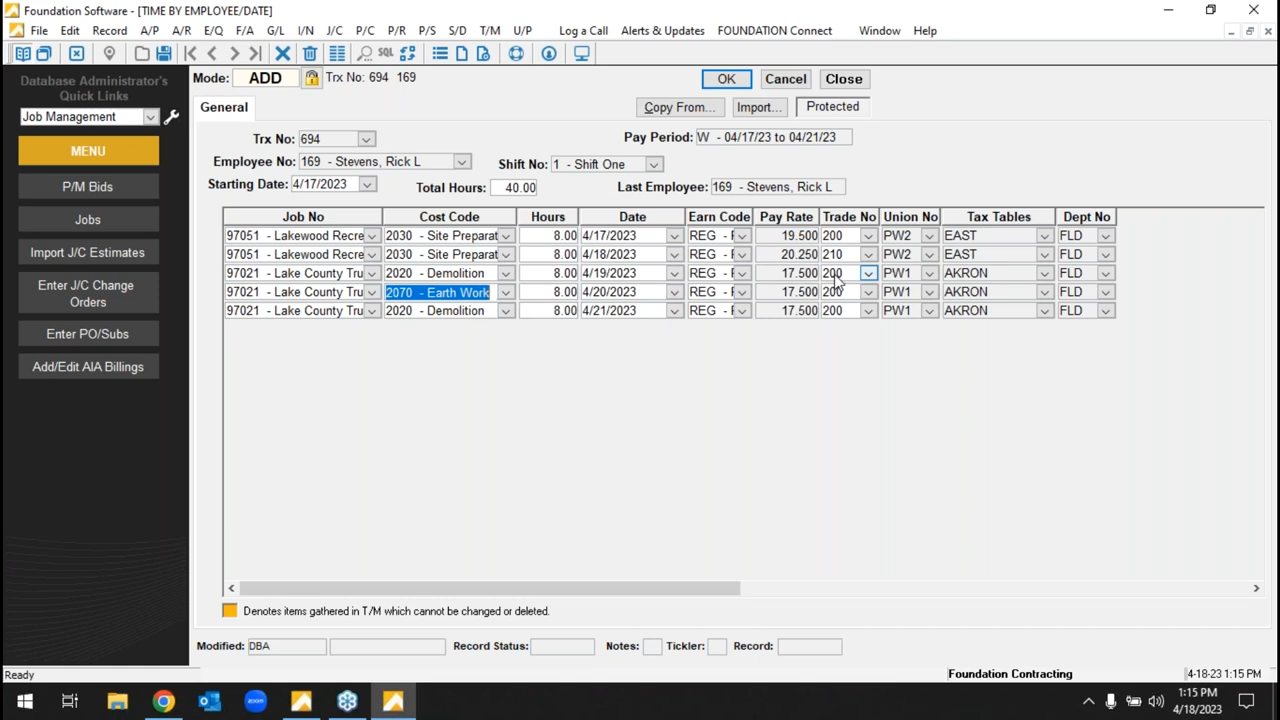 Foundation Software - [TIME BY EMPLOYEE/DATE]
File Edit Record A/P A/R E/Q F/A G/L I/N J/C P/C P/R P/S S/D T/M U/P Log a Call Alerts & Updates FOUNDATION Connect Window Help
SQL
Database Administrator's
Quick Links
Job Management
MENU
P/M Bids
Jobs
Import J/C Estimates
Enter J/C Change
Orders
Enter PO/Subs
Add/Edit AIA Billings
Mode: ADD Trx No: 694 169
OK Cancel Close
General
Copy From... Import... Protected
Trx No: 694
Pay Period: W - 04/17/23 to 04/21/23
Employee No: 169 - Stevens, Rick L Shift No: 1 - Shift One
Starting Date: 4/17/2023 Total Hours: 40.00 Last Employee: 169 - Stevens, Rick L
Job No Cost Code Hours Date Earn Code Pay Rate Trade No Union No Tax Tables Dept No
97051 - Lakewood Recre 2030 - Site Preparat 8.00 4/17/2023 REG - 19.500 200 PW2 EAST FLD
97051 - Lakewood Recre 2030 - Site Preparat 8.00 4/18/2023 REG - 20.250 210 PW2 EAST FLD
97021 - Lake County Tru 2020 - Demolition 8.00 4/19/2023 REG - 17.500 200 PW1 AKRON FLD
97021 - Lake County Tru 2070 - Earth Work 8.00 4/20/2023 REG - 17.500 200 PW1 AKRON FLD
97021 - Lake County Tru 2020 - Demolition 8.00 4/21/2023 REG - 17.500 200 PW1 AKRON FLD
Denotes items gathered in T/M which cannot be changed or deleted.
Modified: DBA Record Status: Notes: Tickler: Record:
Ready Foundation Contracting 4-18-23 1:15 PM
zoom
1:15 PM
4/18/2023